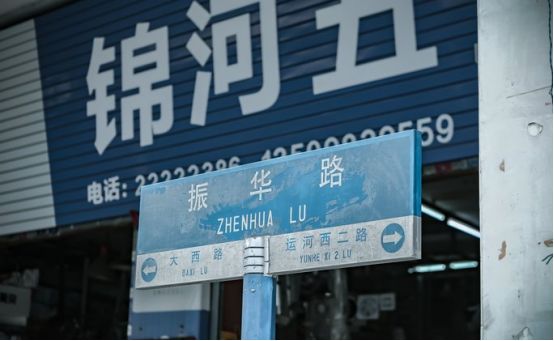 锦河五
电话：22222386
振华路
ZHENHUA LU
大西路
DAXI LU
运河西二路
YUNHE XI 2 LU